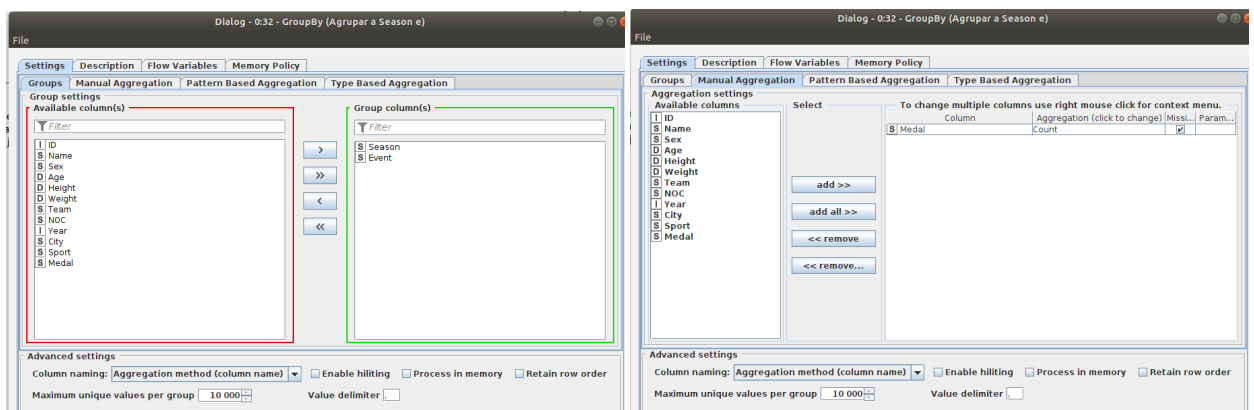 Dialog - 0:32 - GroupBy (Agrupar a Season e)
File
Settings Description Flow Variables Memory Policy
Groups Manual Aggregation Pattern Based Aggregation Type Based Aggregation
Group settings
Available column(s)
Filter
I ID
S Name
S Sex
D Age
D Height
D Weight
S Team
S NOC
I Year
S City
S Sport
S Medal
>
>>
<
<<
Group column(s)
Filter
S Season
S Event
Advanced settings
Column naming: Aggregation method (column name) Enable hiliting Process in memory Retain row order
Maximum unique values per group 10 000 Value delimiter ,
Dialog - 0:32 - GroupBy (Agrupar a Season e)
File
Settings Description Flow Variables Memory Policy
Groups Manual Aggregation Pattern Based Aggregation Type Based Aggregation
Aggregation settings
Available columns
I ID
S Name
S Sex
D Age
D Height
D Weight
S Team
S NOC
I Year
S City
S Sport
S Medal
Select
add >>
add all >>
<< remove
<< remove...
To change multiple columns use right mouse click for context menu.
Column Aggregation (click to change) Missi... Param...
S Medal Count
Advanced settings
Column naming: Aggregation method (column name) Enable hiliting Process in memory Retain row order
Maximum unique values per group 10 000 Value delimiter ,